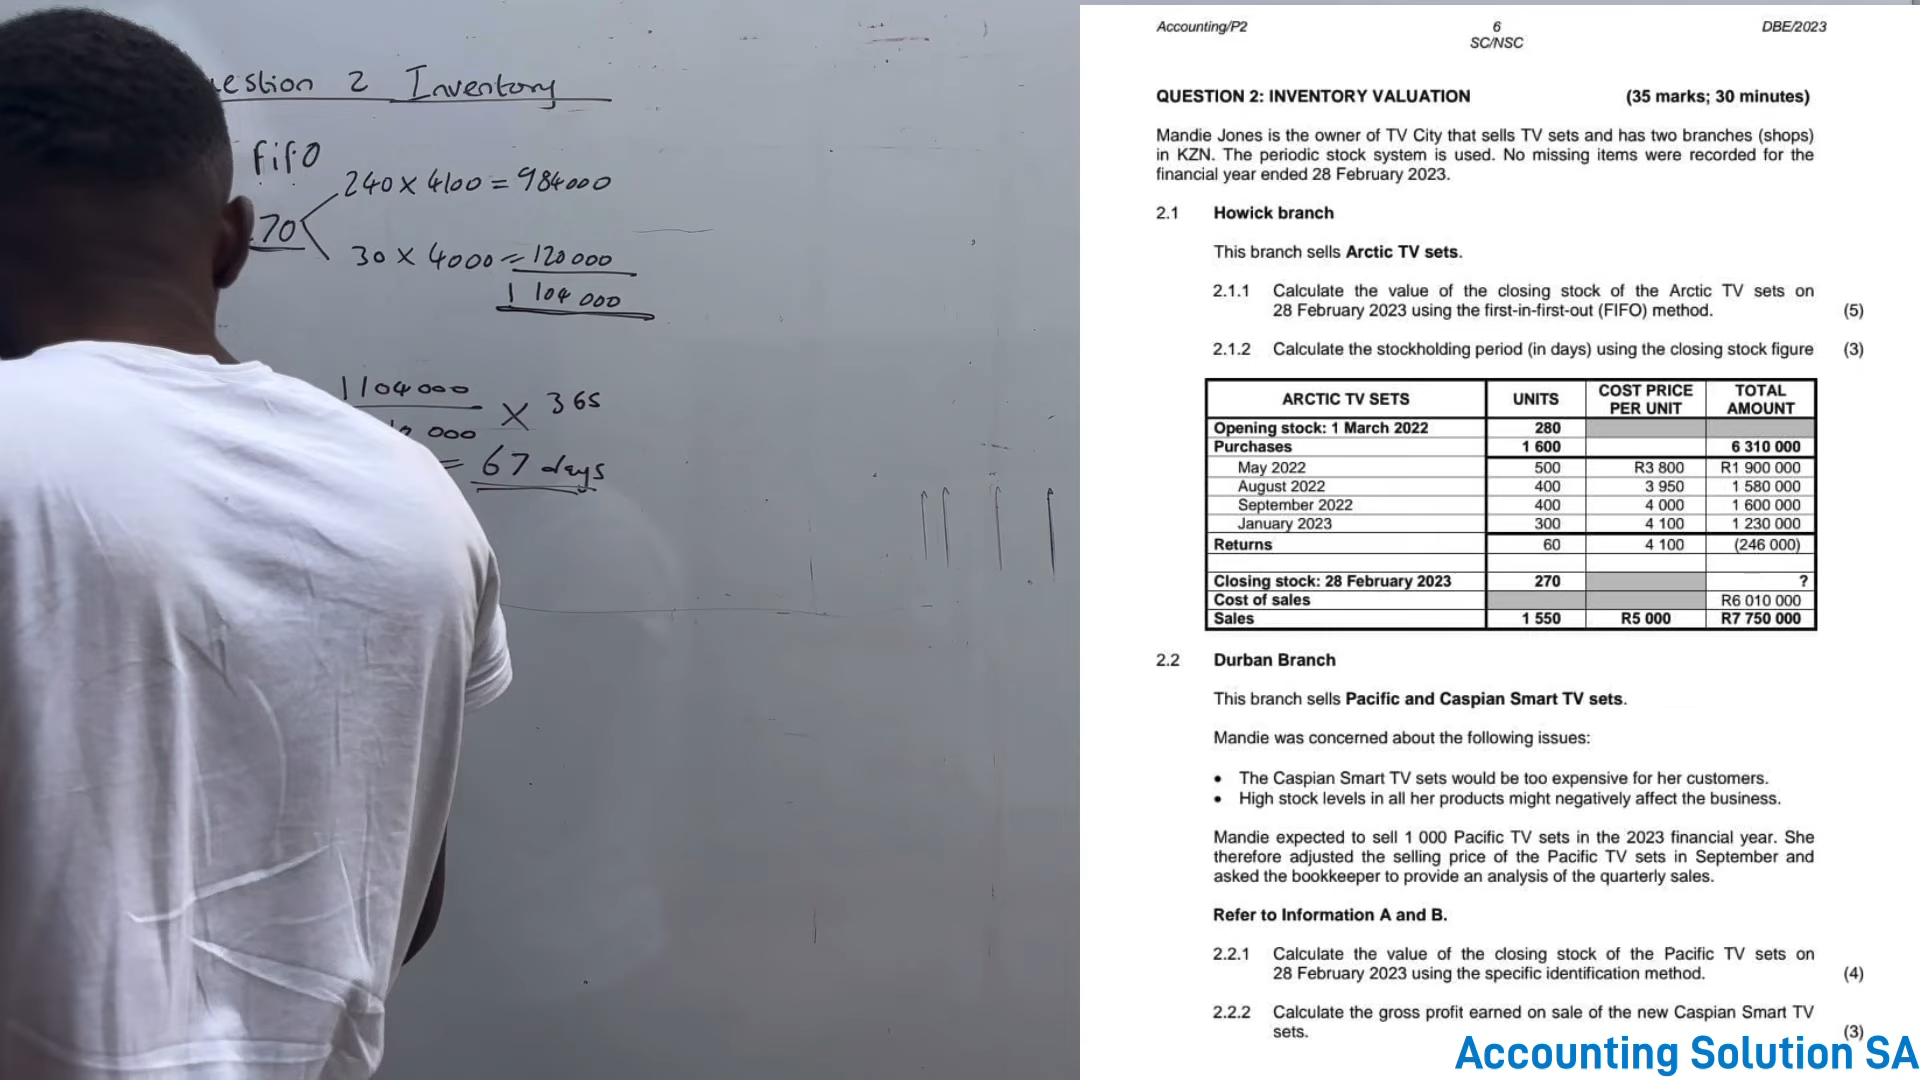 estion 2 Inventory
fifo
240 x 4100 = 984000
70
30 x 4000 = 120000
1 104 000
1104000
x 365
000
= 67 days
Accounting/P2 6 DBE/2023
SC/NSC
QUESTION 2: INVENTORY VALUATION (35 marks; 30 minutes)
Mandie Jones is the owner of TV City that sells TV sets and has two branches (shops)
in KZN. The periodic stock system is used. No missing items were recorded for the
financial year ended 28 February 2023.
2.1 Howick branch
This branch sells Arctic TV sets.
2.1.1 Calculate the value of the closing stock of the Arctic TV sets on
28 February 2023 using the first-in-first-out (FIFO) method. (5)
2.1.2 Calculate the stockholding period (in days) using the closing stock figure (3)
ARCTIC TV SETS UNITS COST PRICE PER UNIT TOTAL AMOUNT
Opening stock: 1 March 2022 280
Purchases 1 600 6 310 000
May 2022 500 R3 800 R1 900 000
August 2022 400 3 950 1 580 000
September 2022 400 4 000 1 600 000
January 2023 300 4 100 1 230 000
Returns 60 4 100 (246 000)
Closing stock: 28 February 2023 270 ?
Cost of sales R6 010 000
Sales 1 550 R5 000 R7 750 000
2.2 Durban Branch
This branch sells Pacific and Caspian Smart TV sets.
Mandie was concerned about the following issues:
• The Caspian Smart TV sets would be too expensive for her customers.
• High stock levels in all her products might negatively affect the business.
Mandie expected to sell 1 000 Pacific TV sets in the 2023 financial year. She
therefore adjusted the selling price of the Pacific TV sets in September and
asked the bookkeeper to provide an analysis of the quarterly sales.
Refer to Information A and B.
2.2.1 Calculate the value of the closing stock of the Pacific TV sets on
28 February 2023 using the specific identification method. (4)
2.2.2 Calculate the gross profit earned on sale of the new Caspian Smart TV
sets. (3)
Accounting Solution SA